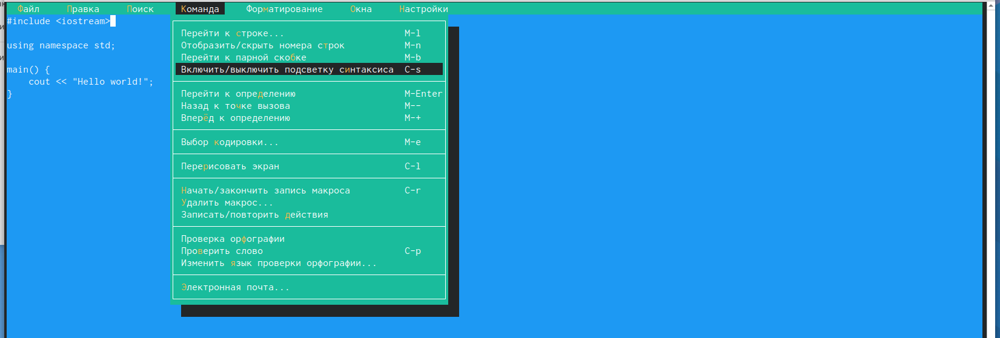 Файл Правка Поиск Команда Форматирование Окна Настройки
#include <iostream>
using namespace std;
main() {
cout << "Hello world!";
}
Перейти к строке... M-l
Отобразить/скрыть номера строк M-n
Перейти к парной скобке M-b
Включить/выключить подсветку синтаксиса C-s
Перейти к определению M-Enter
Назад к точке вызова M--
Вперёд к определению M-+
Выбор кодировки... M-e
Перерисовать экран C-l
Начать/закончить запись макроса C-r
Удалить макрос...
Записать/повторить действия
Проверка орфографии
Проверить слово C-p
Изменить язык проверки орфографии...
Электронная почта...